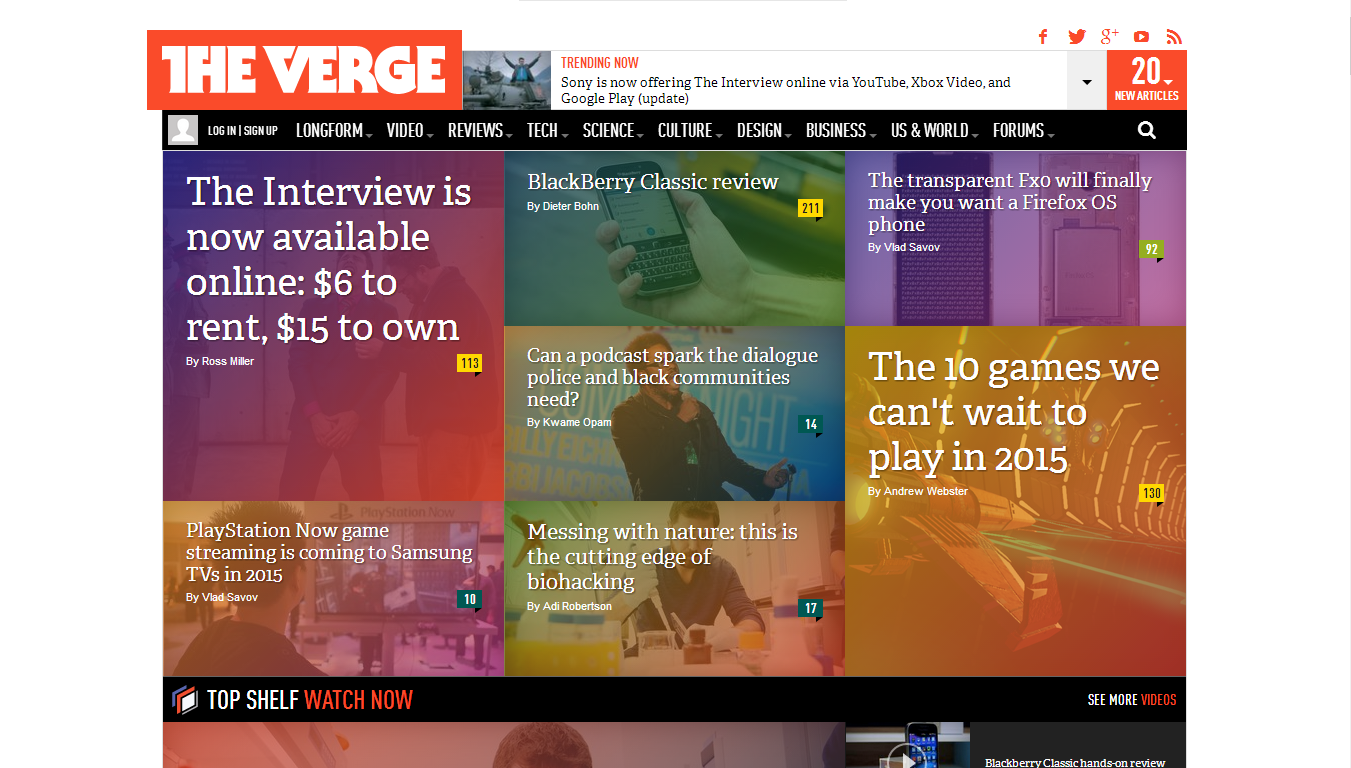 THE VERGE
TRENDING NOW
Sony is now offering The Interview online via YouTube, Xbox Video, and
Google Play (update)
20
NEW ARTICLES
LOG IN | SIGN UP
LONGFORM
VIDEO
REVIEWS
TECH
SCIENCE
CULTURE
DESIGN
BUSINESS
US & WORLD
FORUMS
The Interview is
now available
online: $6 to
rent, $15 to own
By Ross Miller
113
BlackBerry Classic review
By Dieter Bohn
211
The transparent Fx0 will finally
make you want a Firefox OS
phone
By Vlad Savov
92
Can a podcast spark the dialogue
police and black communities
need?
By Kwame Opam
14
The 10 games we
can't wait to
play in 2015
By Andrew Webster
130
PlayStation Now
PlayStation Now game
streaming is coming to Samsung
TVs in 2015
By Vlad Savov
10
Messing with nature: this is
the cutting edge of
biohacking
By Adi Robertson
17
TOP SHELF WATCH NOW
SEE MORE VIDEOS
Blackberry Classic hands-on review